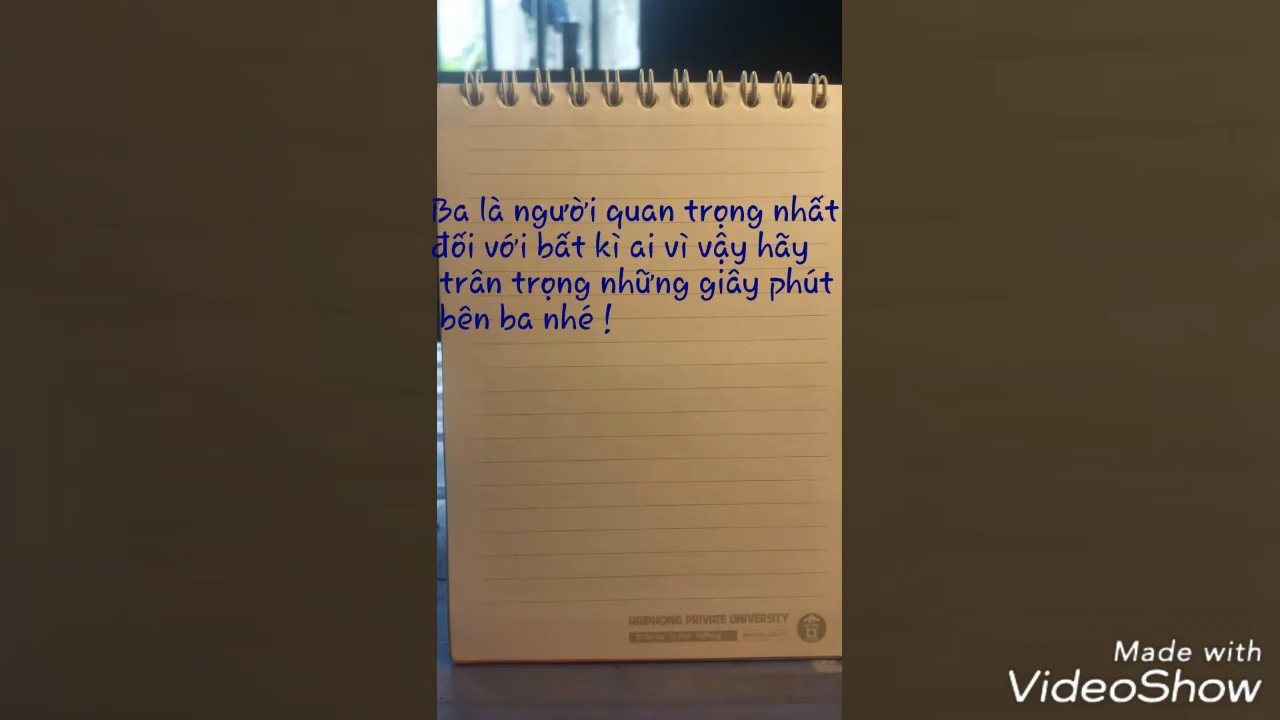 Ba là người quan trọng nhất
đối với bất kì ai vì vậy hãy
trân trọng những giây phút
bên ba nhé !
HAIPHONG PRIVATE UNIVERSITY
Made with
VideoShow